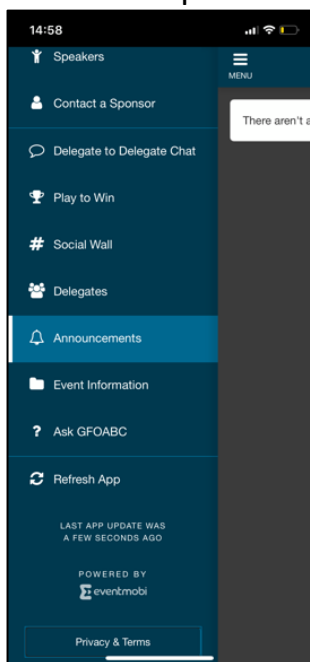 14:58
Speakers
MENU
Contact a Sponsor
There aren't a
Delegate to Delegate Chat
Play to Win
# Social Wall
Delegates
Announcements
Event Information
? Ask GFOABC
Refresh App
LAST APP UPDATE WAS
A FEW SECONDS AGO
POWERED BY
eventmobi
Privacy & Terms